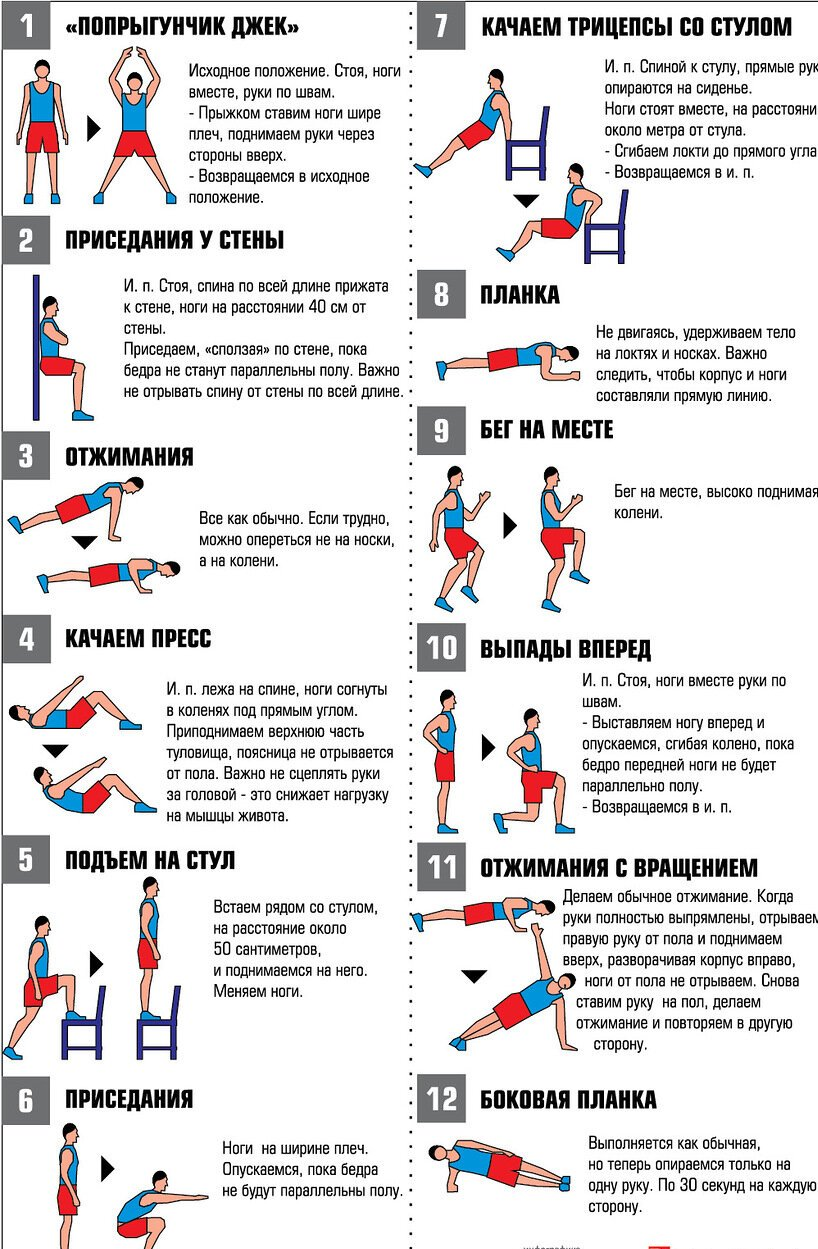 1
«ПОПРЫГУНЧИК ДЖЕК»
Исходное положение. Стоя, ноги
вместе, руки по швам.
- Прыжком ставим ноги шире
плеч, поднимаем руки через
стороны вверх.
- Возвращаемся в исходное
положение.
2
ПРИСЕДАНИЯ У СТЕНЫ
И. п. Стоя, спина по всей длине прижата
к стене, ноги на расстоянии 40 см от
стены.
Приседаем, «сползая» по стене, пока
бедра не станут параллельны полу. Важно
не отрывать спину от стены по всей длине.
3
ОТЖИМАНИЯ
Все как обычно. Если трудно,
можно опереться не на носки,
а на колени.
4
КАЧАЕМ ПРЕСС
И. п. лежа на спине, ноги согнуты
в коленях под прямым углом.
Приподнимаем верхнюю часть
туловища, поясница не отрывается
от пола. Важно не сцеплять руки
за головой - это снижает нагрузку
на мышцы живота.
5
ПОДЪЕМ НА СТУЛ
Встаем рядом со стулом,
на расстояние около
50 сантиметров,
и поднимаемся на него.
Меняем ноги.
6
ПРИСЕДАНИЯ
Ноги на ширине плеч.
Опускаемся, пока бедра
не будут параллельны полу.
7
КАЧАЕМ ТРИЦЕПСЫ СО СТУЛОМ
И. п. Спиной к стулу, прямые рук
опираются на сиденье.
Ноги стоят вместе, на расстояни
около метра от стула.
- Сгибаем локти до прямого угла
- Возвращаемся в и. п.
8
ПЛАНКА
Не двигаясь, удерживаем тело
на локтях и носках. Важно
следить, чтобы корпус и ноги
составляли прямую линию.
9
БЕГ НА МЕСТЕ
Бег на месте, высоко поднимая
колени.
10
ВЫПАДЫ ВПЕРЕД
И. п. Стоя, ноги вместе руки по
швам.
- Выставляем ногу вперед и
опускаемся, сгибая колено, пока
бедро передней ноги не будет
параллельно полу.
- Возвращаемся в и. п.
11
ОТЖИМАНИЯ С ВРАЩЕНИЕМ
Делаем обычное отжимание. Когда
руки полностью выпрямлены, отрываем
правую руку от пола и поднимаем
вверх, разворачивая корпус вправо,
ноги от пола не отрываем. Снова
ставим руку на пол, делаем
отжимание и повторяем в другую
сторону.
12
БОКОВАЯ ПЛАНКА
Выполняется как обычная,
но теперь опираемся только на
одну руку. По 30 секунд на каждую
сторону.